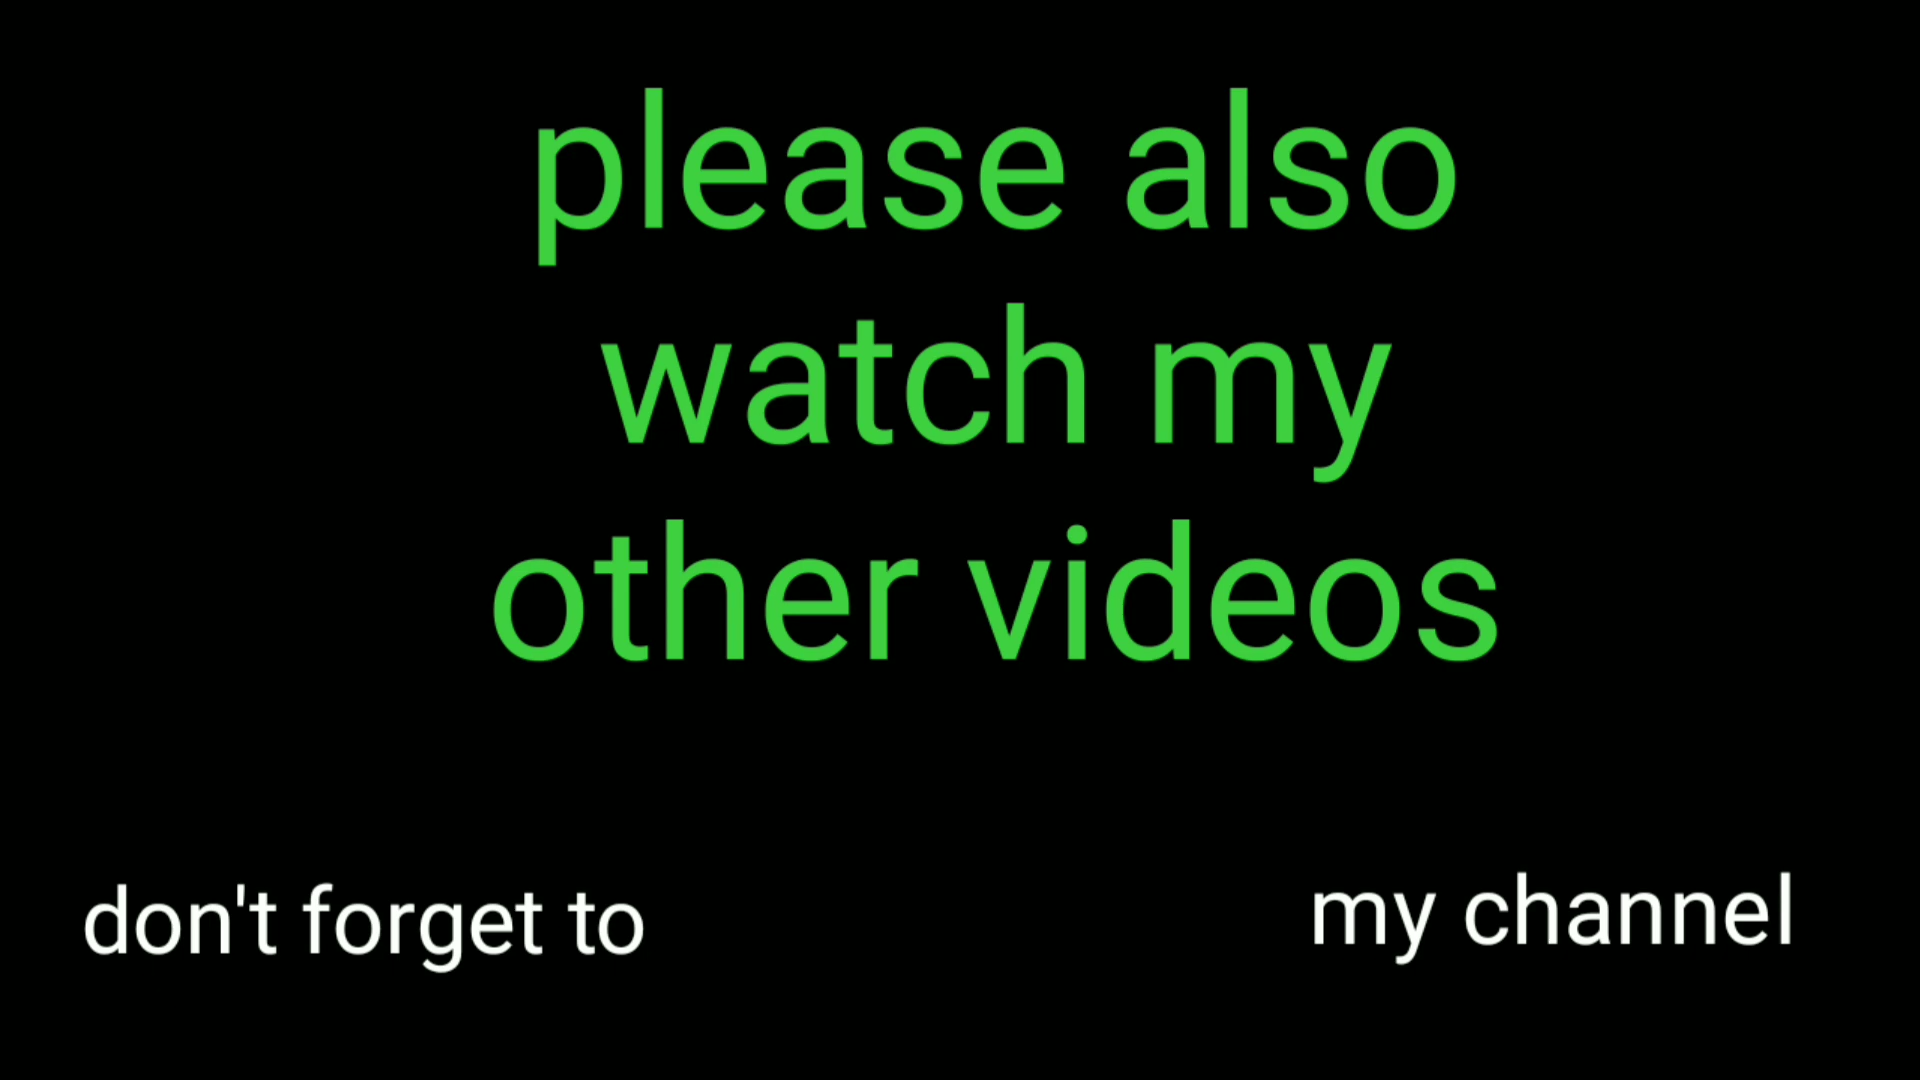 please also
watch my
other videos
don't forget to
my channel